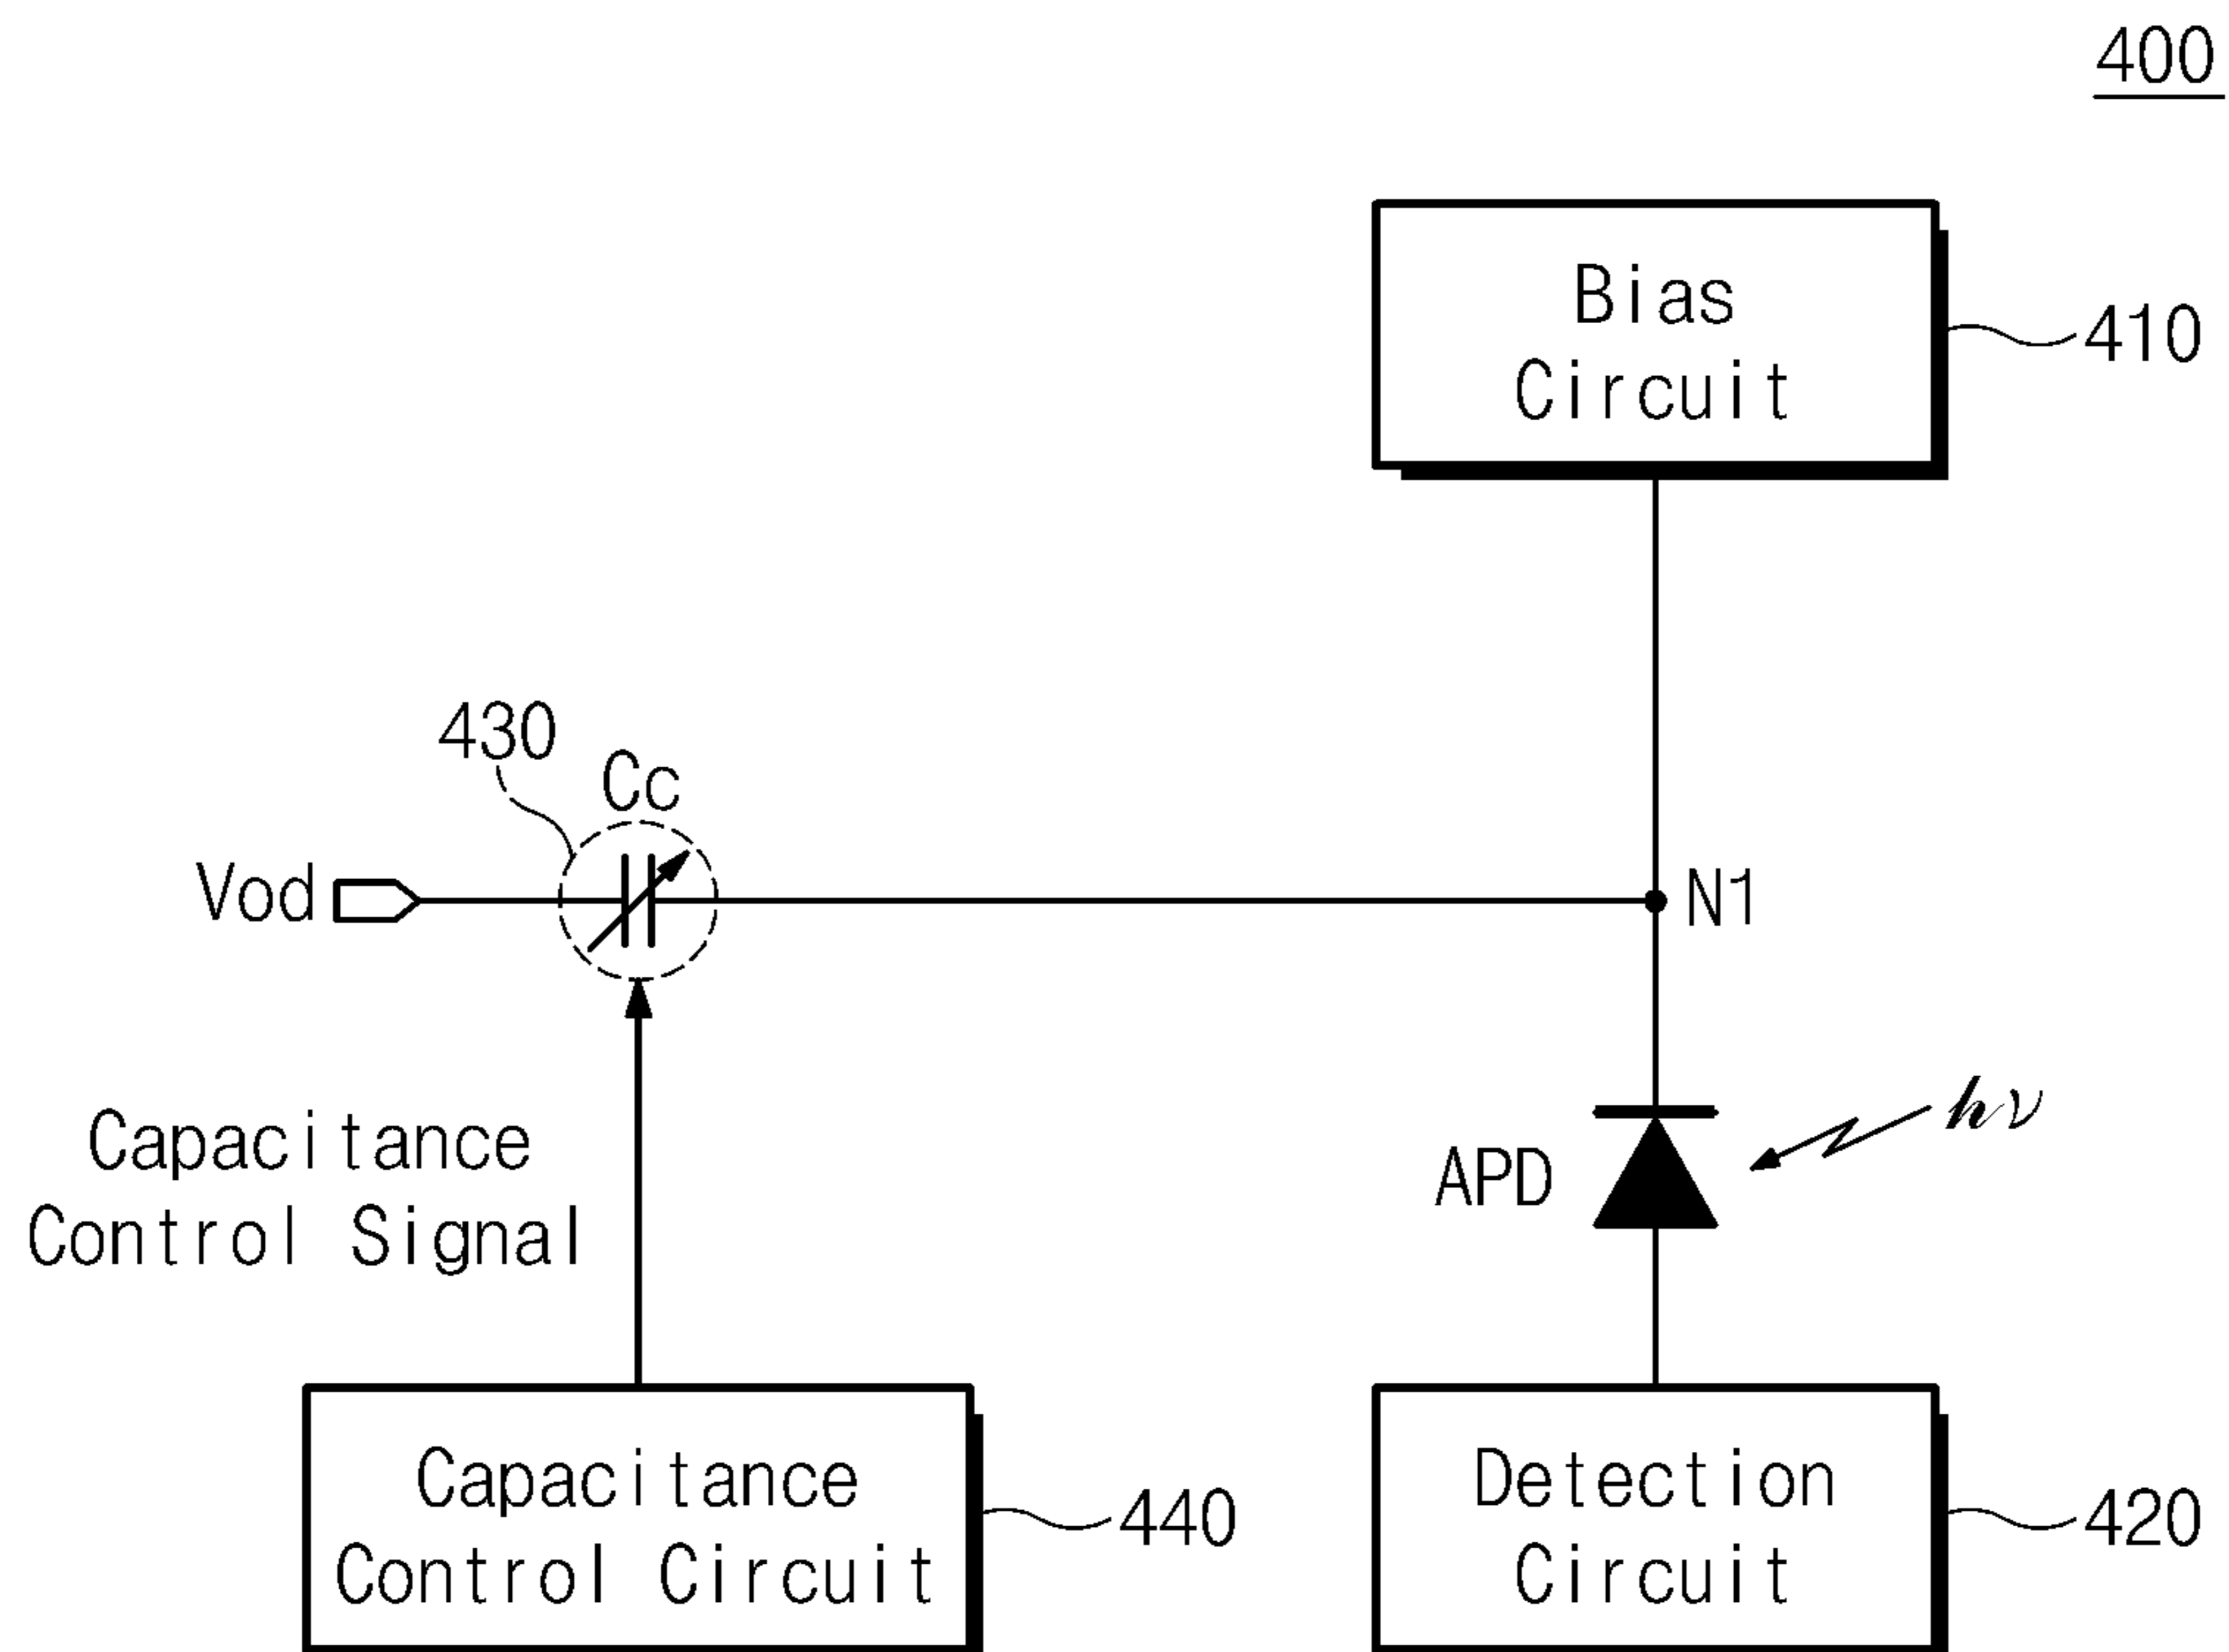 400
Bias
Circuit
410
430
Cc
Vod
N1
Capacitance
Control Signal
APD
hν
Capacitance
Control Circuit
440
Detection
Circuit
420